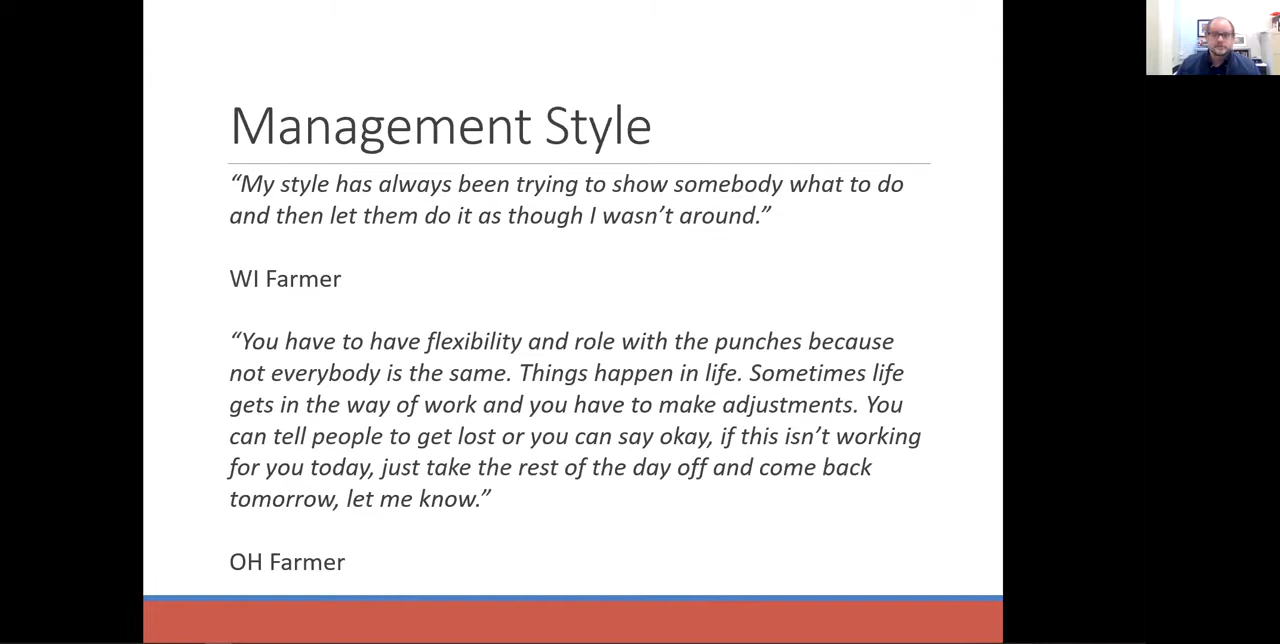 Management Style
“My style has always been trying to show somebody what to do
and then let them do it as though I wasn’t around.”
WI Farmer
“You have to have flexibility and role with the punches because
not everybody is the same. Things happen in life. Sometimes life
gets in the way of work and you have to make adjustments. You
can tell people to get lost or you can say okay, if this isn’t working
for you today, just take the rest of the day off and come back
tomorrow, let me know.”
OH Farmer